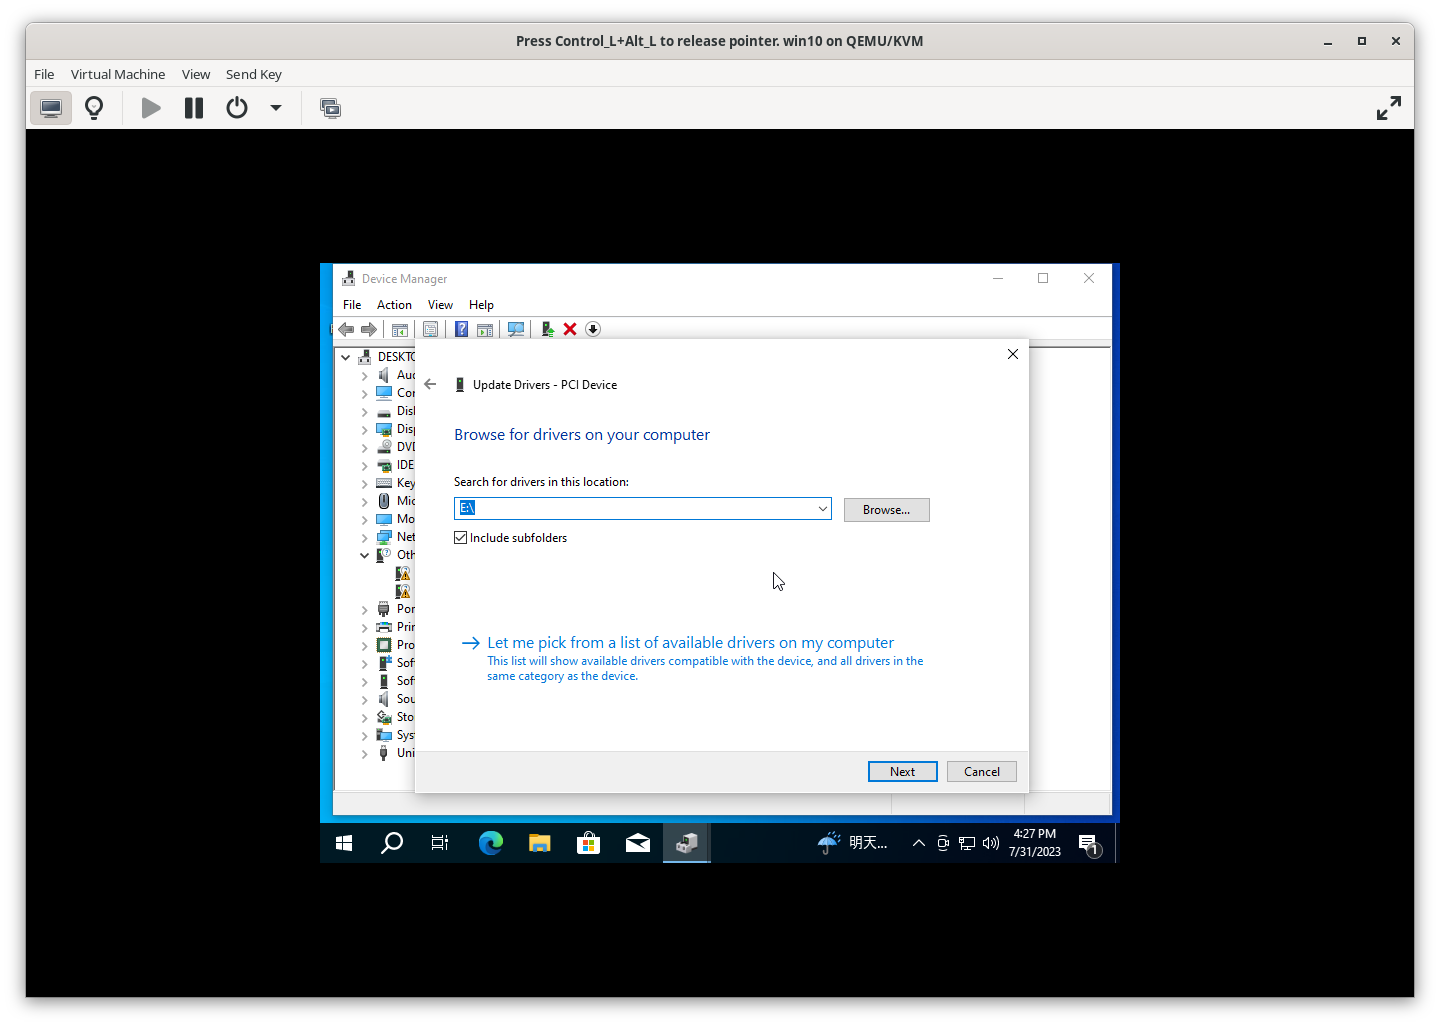 Press Control_L+Alt_L to release pointer. win10 on QEMU/KVM
File Virtual Machine View Send Key
Device Manager
File Action View Help
DESKTO
Update Drivers - PCI Device
Browse for drivers on your computer
Search for drivers in this location:
E:\
Browse...
Include subfolders
Let me pick from a list of available drivers on my computer
This list will show available drivers compatible with the device, and all drivers in the
same category as the device.
Next Cancel
Au
Co
Dis
Disp
DVD
IDE
Key
Mic
Mo
Net
Oth
Por
Prin
Pro
Sof
Sof
Sou
Sto
Sys
Uni
明天...
4:27 PM
7/31/2023
1